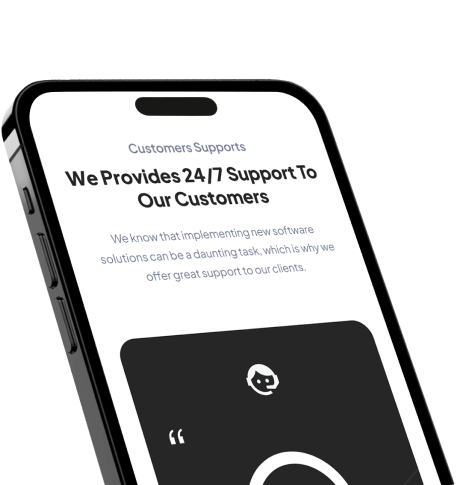 Customers Supports
We Provides 24/7 Support To
Our Customers
We know that implementing new software
solutions can be a daunting task, which is why we
offer great support to our clients.
“